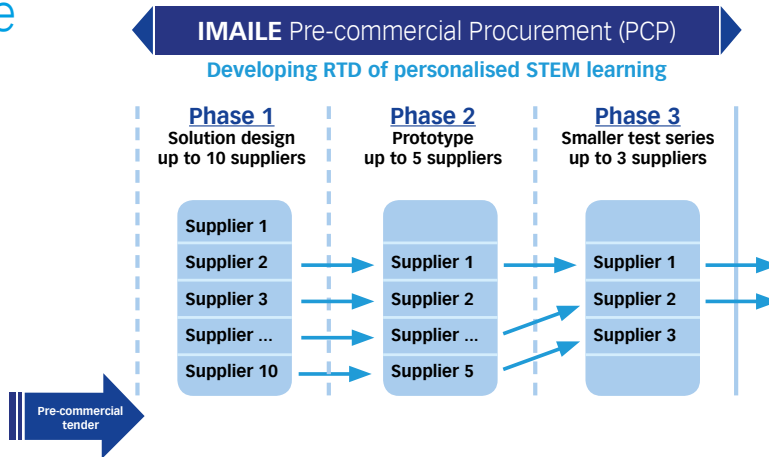 e
IMAILE Pre-commercial Procurement (PCP)
Developing RTD of personalised STEM learning
Phase 1
Solution design
up to 10 suppliers
Supplier 1
Supplier 2
Supplier 3
Supplier ...
Supplier 10
Phase 2
Prototype
up to 5 suppliers
Supplier 1
Supplier 2
Supplier ...
Supplier 5
Phase 3
Smaller test series
up to 3 suppliers
Supplier 1
Supplier 2
Supplier 3
Pre-commercial
tender